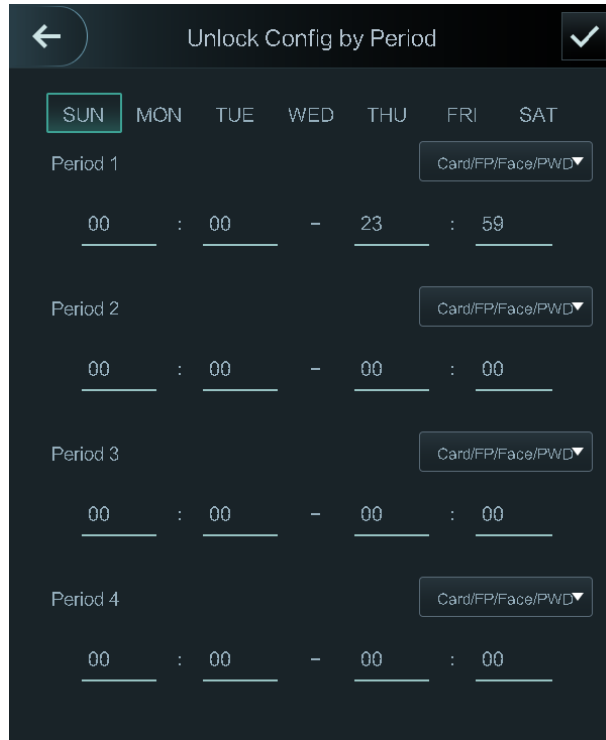 Unlock Config by Period
SUN MON TUE WED THU FRI SAT
Period 1 Card/FP/Face/PWD
00 : 00 - 23 : 59
Period 2 Card/FP/Face/PWD
00 : 00 - 00 : 00
Period 3 Card/FP/Face/PWD
00 : 00 - 00 : 00
Period 4 Card/FP/Face/PWD
00 : 00 - 00 : 00